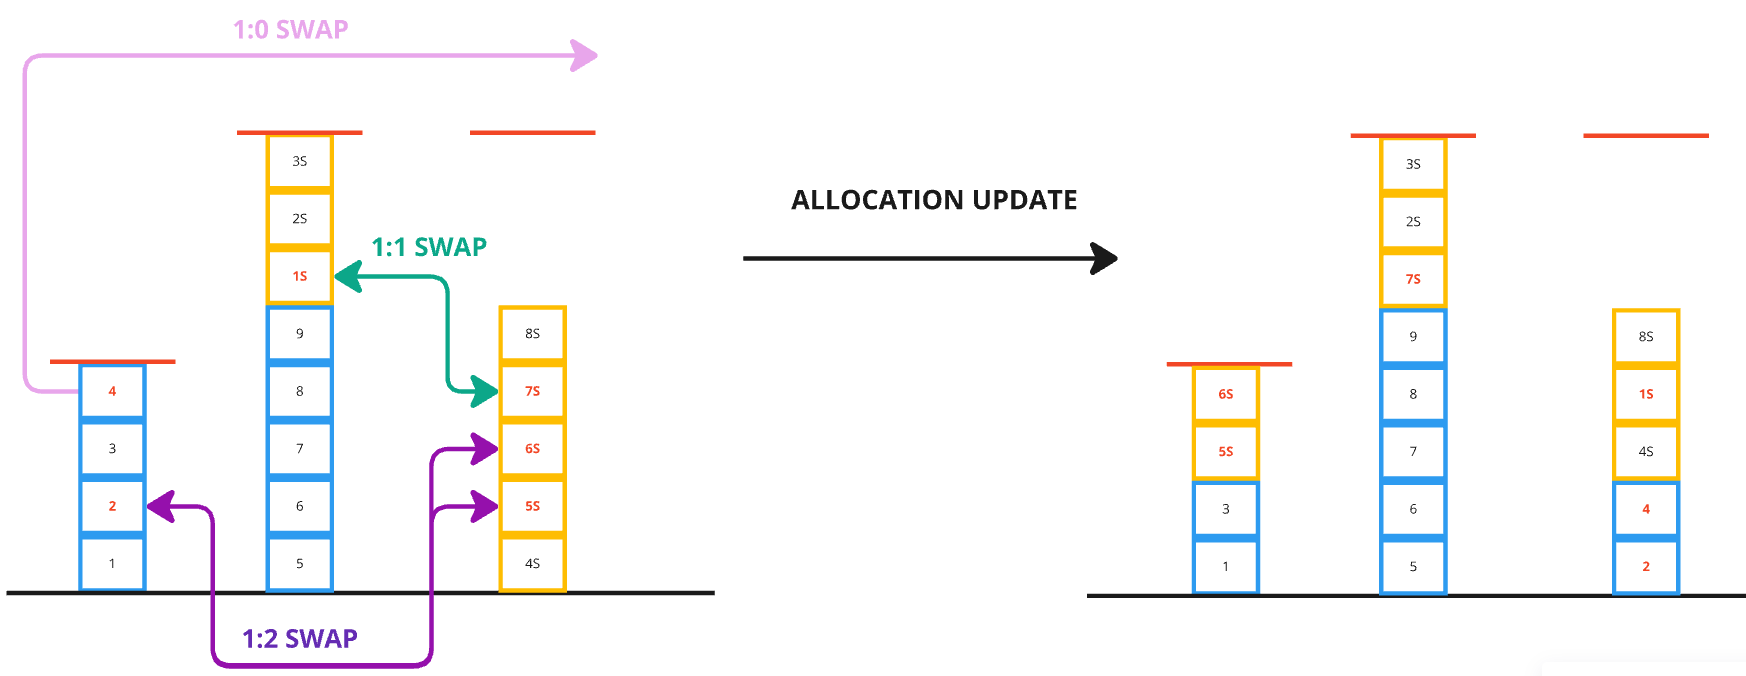 1:0 SWAP
3S
2S
1:1 SWAP
1S
9
8S
4
8
7S
3
7
6S
2
6
5S
1
5
4S
1:2 SWAP
ALLOCATION UPDATE
3S
2S
7S
9
8S
6S
8
1S
5S
7
4S
3
6
4
1
5
2